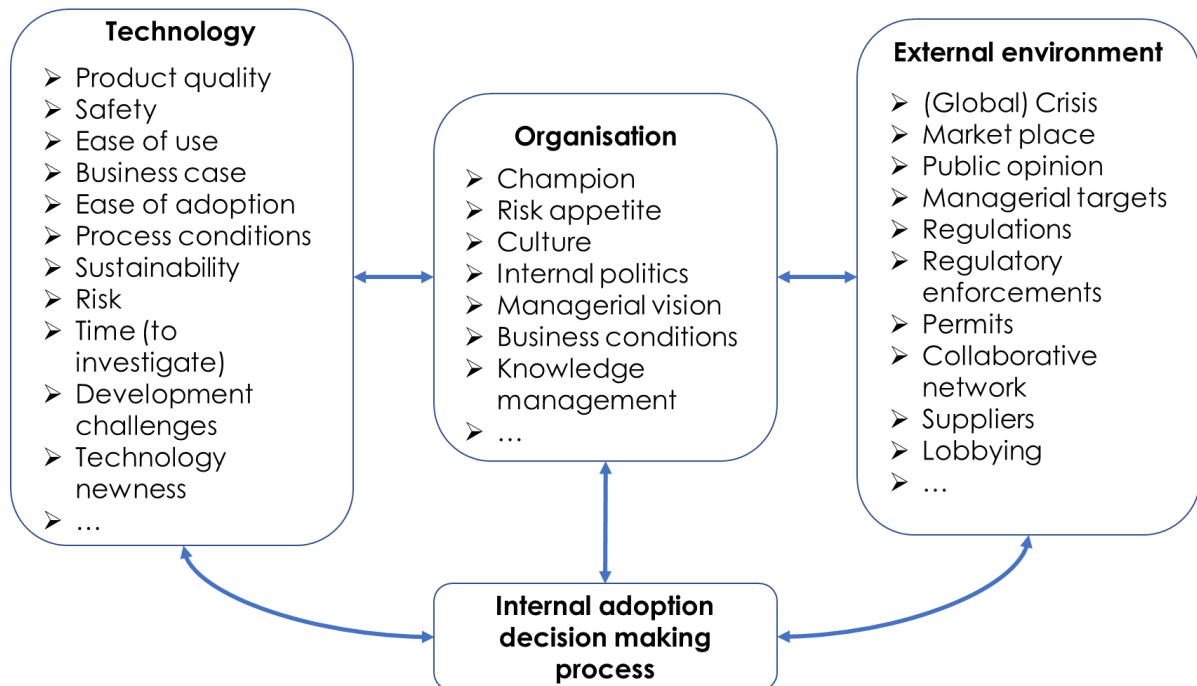 Technology
➢ Product quality
➢ Safety
➢ Ease of use
➢ Business case
➢ Ease of adoption
➢ Process conditions
➢ Sustainability
➢ Risk
➢ Time (to
investigate)
➢ Development
challenges
➢ Technology
newness
➢ …
Organisation
➢ Champion
➢ Risk appetite
➢ Culture
➢ Internal politics
➢ Managerial vision
➢ Business conditions
➢ Knowledge
management
➢ …
External environment
➢ (Global) Crisis
➢ Market place
➢ Public opinion
➢ Managerial targets
➢ Regulations
➢ Regulatory
enforcements
➢ Permits
➢ Collaborative
network
➢ Suppliers
➢ Lobbying
➢ …
Internal adoption
decision making
process